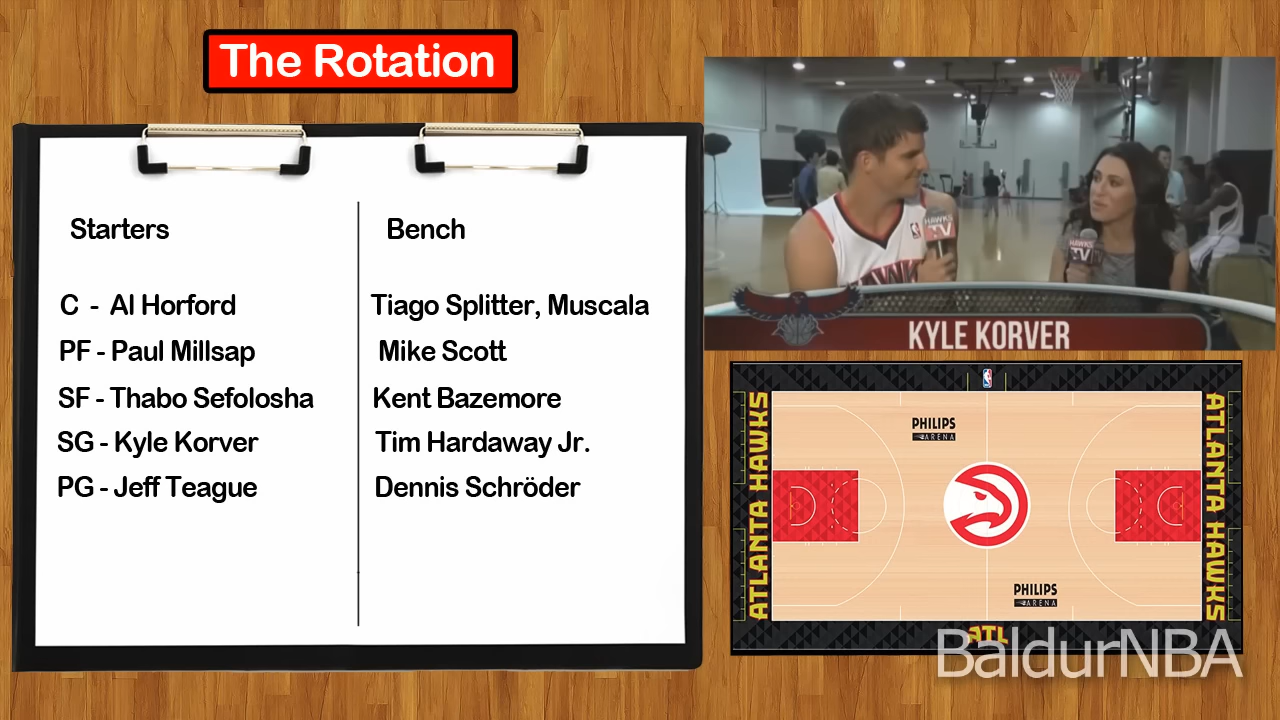 The Rotation
Starters
Bench
C - Al Horford
Tiago Splitter, Muscala
PF - Paul Millsap
Mike Scott
SF - Thabo Sefolosha
Kent Bazemore
SG - Kyle Korver
Tim Hardaway Jr.
PG - Jeff Teague
Dennis Schröder
HAWKS
TV
HAWKS
TV
KYLE KORVER
ATLANTA HAWKS
PHILIPS
ARENA
ATLANTA HAWKS
PHILIPS
ARENA
ATL
BaldurNBA